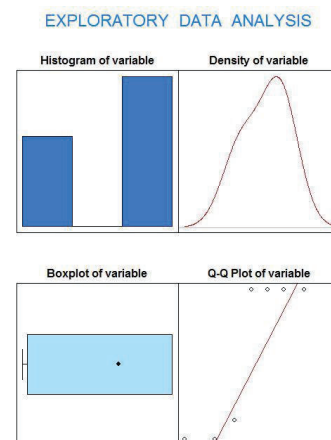 EXPLORATORY DATA ANALYSIS
Histogram of variable
Density of variable
Boxplot of variable
Q-Q Plot of variable